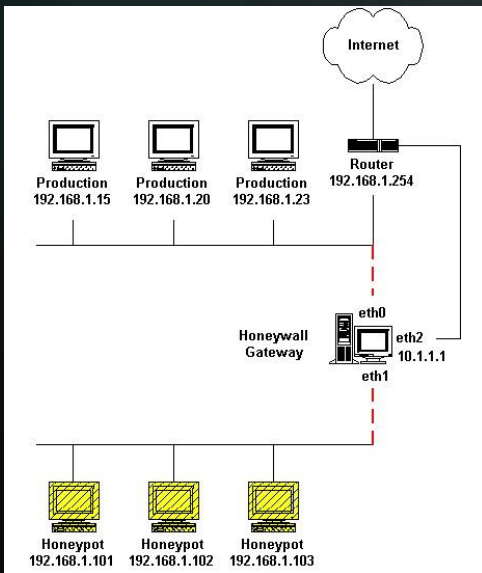 Internet
Production
192.168.1.15
Production
192.168.1.20
Production
192.168.1.23
Router
192.168.1.254
Honeywall
Gateway
eth0
eth2
10.1.1.1
eth1
Honeypot
192.168.1.101
Honeypot
192.168.1.102
Honeypot
192.168.1.103